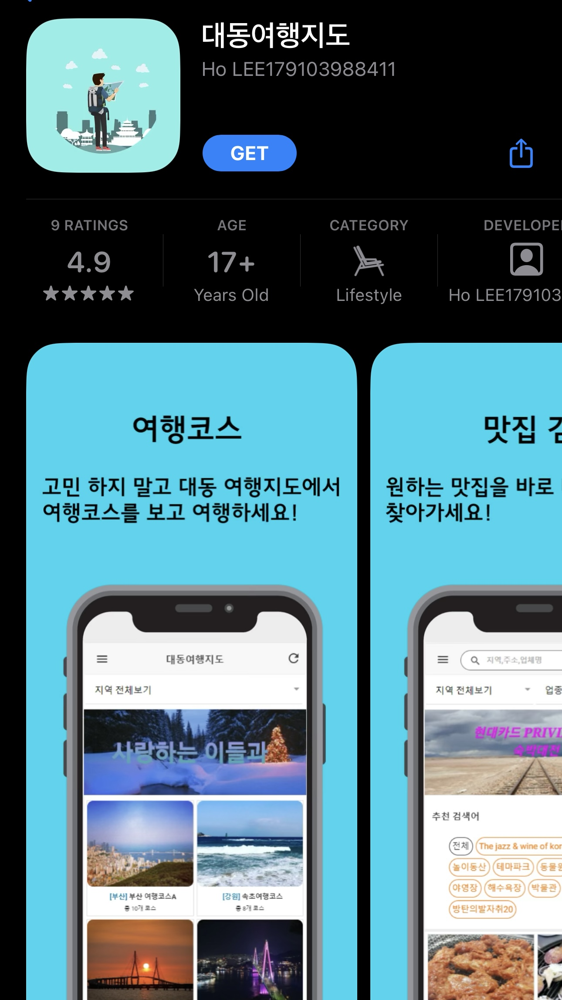 대동여행지도
Ho LEE179103988411
GET
9 RATINGS
4.9
AGE
17+
Years Old
CATEGORY
Lifestyle
DEVELOPE
Ho LEE179103
여행코스
고민 하지 말고 대동 여행지도에서
여행코스를 보고 여행하세요!
대동여행지도
지역 전체보기
사랑하는 이들과
[부산] 부산 여행코스A
총 10개 코스
[강원] 속초여행코스
총 8개 코스
맛집
원하는 맛집을 바로
찾아가세요!
지역,주소,업체명
지역 전체보기
업종
현대카드 PRIVI
숙박대전
추천 검색어
전체
The jazz & wine of kor
놀이동산
테마파크
동물원
야영장
해수욕장
박물관
방탄의발자취20